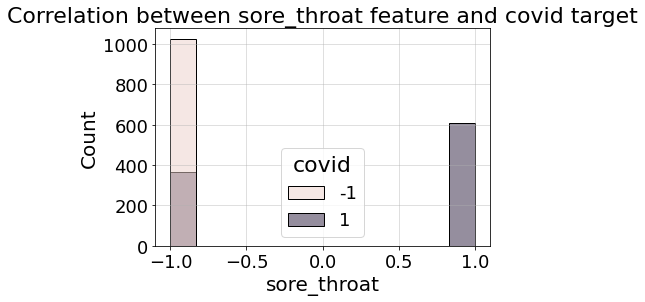 Correlation between sore_throat feature and covid target
1000
800
600
400
200
0
Count
covid
-1
1
−1.0 −0.5 0.0 0.5 1.0
sore_throat